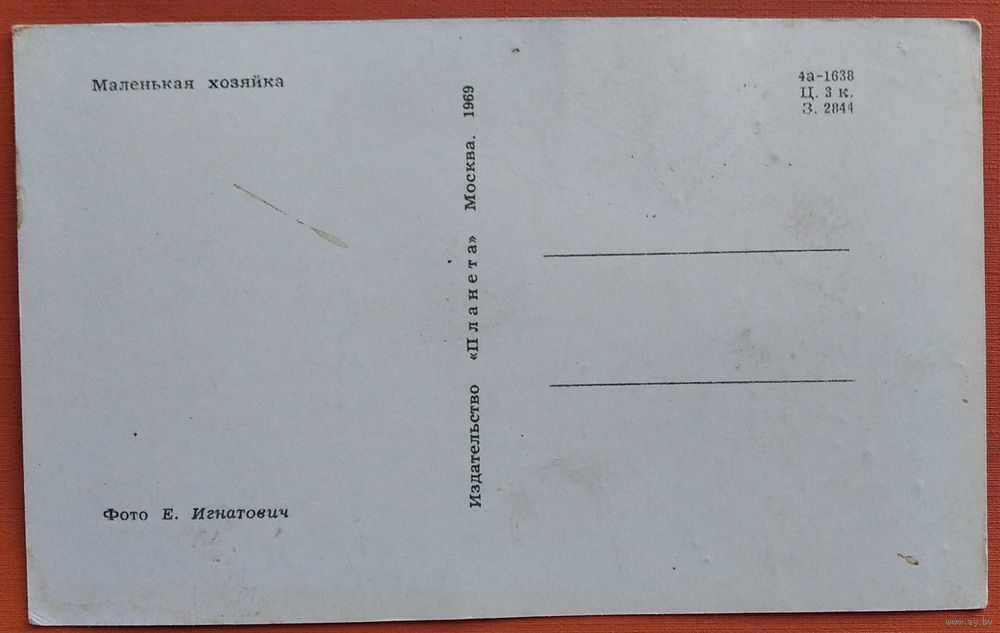 Маленькая хозяйка
Фото Е. Игнатович
Издательство «Планета» Москва. 1969
4а-1638
Ц. 3 к.
З. 2844
www.ay.by